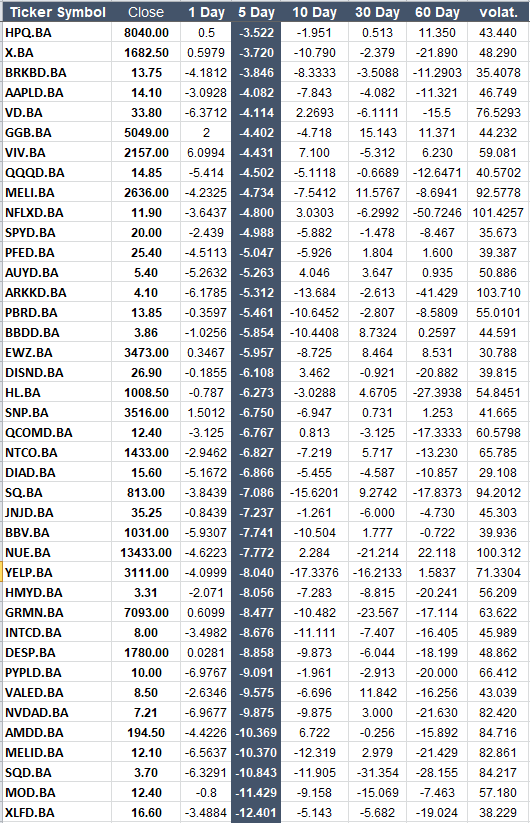 Ticker Symbol Close 1 Day 5 Day 10 Day 30 Day 60 Day volat.
HPQ.BA 8040.00 0.5 -3.522 -1.951 0.513 11.350 43.440
X.BA 1682.50 0.5979 -3.720 -10.790 -2.379 -21.890 48.290
BRKBD.BA 13.75 -4.1812 -3.846 -8.3333 -3.5088 -11.2903 35.4078
AAPLD.BA 14.10 -3.0928 -4.082 -7.843 -4.082 -11.321 46.749
VD.BA 33.80 -6.3712 -4.114 2.2693 -6.1111 -15.5 76.5293
GGB.BA 5049.00 2 -4.402 -4.718 15.143 11.371 44.232
VIV.BA 2157.00 6.0994 -4.431 7.100 -5.312 6.230 59.081
QQQD.BA 14.85 -5.414 -4.502 -5.1118 -0.6689 -12.6471 40.5702
MELI.BA 2636.00 -4.2325 -4.734 -7.5412 11.5767 -8.6941 92.5778
NFLXD.BA 11.90 -3.6437 -4.800 3.0303 -6.2992 -50.7246 101.4257
SPYD.BA 20.00 -2.439 -4.988 -5.882 -1.478 -8.467 35.673
PFED.BA 25.40 -4.5113 -5.047 -5.926 1.804 1.600 39.387
AUYD.BA 5.40 -5.2632 -5.263 4.046 3.647 0.935 50.886
ARKKD.BA 4.10 -6.1785 -5.312 -13.684 -2.613 -41.429 103.710
PBRD.BA 13.85 -0.3597 -5.461 -10.6452 -2.807 -8.5809 55.0101
BBDD.BA 3.86 -1.0256 -5.854 -10.4408 8.7324 0.2597 44.591
EWZ.BA 3473.00 0.3467 -5.957 -8.725 8.464 8.531 30.788
DISND.BA 26.90 -0.1855 -6.108 3.462 -0.921 -20.882 39.815
HL.BA 1008.50 -0.787 -6.273 -3.0288 4.6705 -27.3938 54.8451
SNP.BA 3516.00 1.5012 -6.750 -6.947 0.731 1.253 41.665
QCOMD.BA 12.40 -3.125 -6.767 0.813 -3.125 -17.3333 60.5798
NTCO.BA 1433.00 -2.9462 -6.827 -7.219 5.717 -13.230 65.785
DIAD.BA 15.60 -5.1672 -6.866 -5.455 -4.587 -10.857 29.108
SQ.BA 813.00 -3.8439 -7.086 -15.6201 9.2742 -17.8373 94.2012
JNJD.BA 35.25 -0.8439 -7.237 -1.261 -6.000 -4.730 45.303
BBV.BA 1031.00 -5.9307 -7.741 -10.504 1.777 -0.722 39.936
NUE.BA 13433.00 -4.6223 -7.772 2.284 -21.214 22.118 100.312
YELP.BA 3111.00 -4.0999 -8.040 -17.3376 -16.2133 1.5837 71.3304
HMYD.BA 3.31 -2.071 -8.056 -7.283 -8.815 -20.241 56.209
GRMN.BA 7093.00 0.6099 -8.477 -10.482 -23.567 -17.114 63.622
INTCD.BA 8.00 -3.4982 -8.676 -11.111 -7.407 -16.405 45.989
DESP.BA 1780.00 0.0281 -8.858 -9.873 -6.044 -18.199 48.862
PYPLD.BA 10.00 -6.9767 -9.091 -1.961 -2.913 -20.000 66.412
VALED.BA 8.50 -2.6346 -9.575 -6.696 11.842 -16.256 43.039
NVDAD.BA 7.21 -6.9677 -9.875 -9.875 3.000 -21.630 82.420
AMDD.BA 194.50 -4.4226 -10.369 6.722 -0.256 -15.892 84.716
MELID.BA 12.10 -6.5637 -10.370 -12.319 2.979 -21.429 82.861
SQD.BA 3.70 -6.3291 -10.843 -11.905 -31.354 -28.155 84.217
MOD.BA 12.40 -0.8 -11.429 -9.158 -15.069 -7.463 57.180
XLFD.BA 16.60 -3.4884 -12.401 -5.143 -5.682 -19.024 38.229